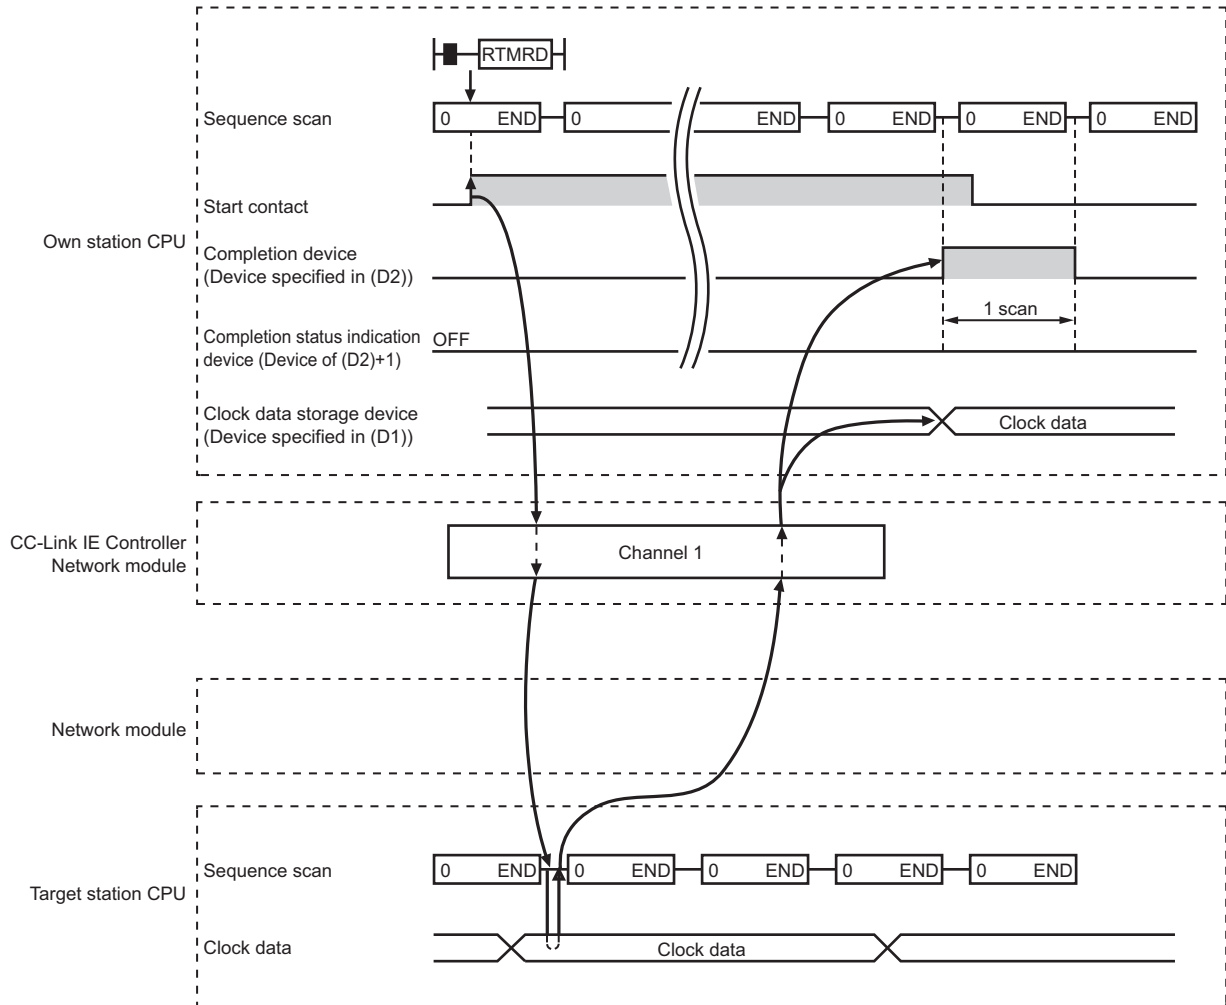 RTMRD
Sequence scan
0 END 0 END 0 END 0 END 0 END
Start contact
Own station CPU
Completion device
(Device specified in (D2))
1 scan
Completion status indication
device (Device of (D2)+1)
OFF
Clock data storage device
(Device specified in (D1))
Clock data
CC-Link IE Controller
Network module
Channel 1
Network module
Target station CPU
Sequence scan
0 END 0 END 0 END 0 END 0 END
Clock data
Clock data